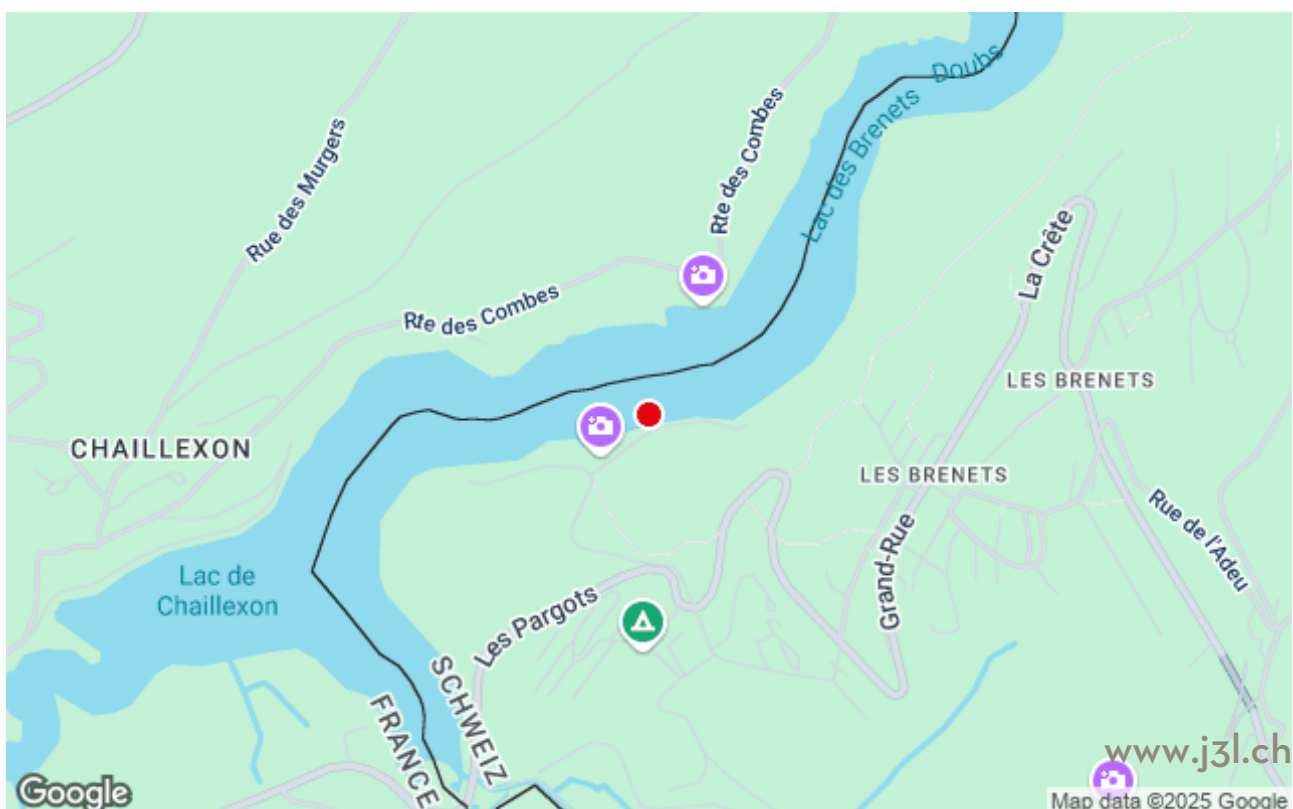 Doubs
Lac des Brenets
Rte des Combes
Rue des Murgers
La Crête
Rte des Combes
LES BRENETS
CHAILLEXON
LES BRENETS
Rue de l'Adeu
Grand-Rue
Lac de
Chaillexon
Les Pargots
SCHWEIZ
FRANCE
www.j3l.ch
Google
Map data ©2025 Google